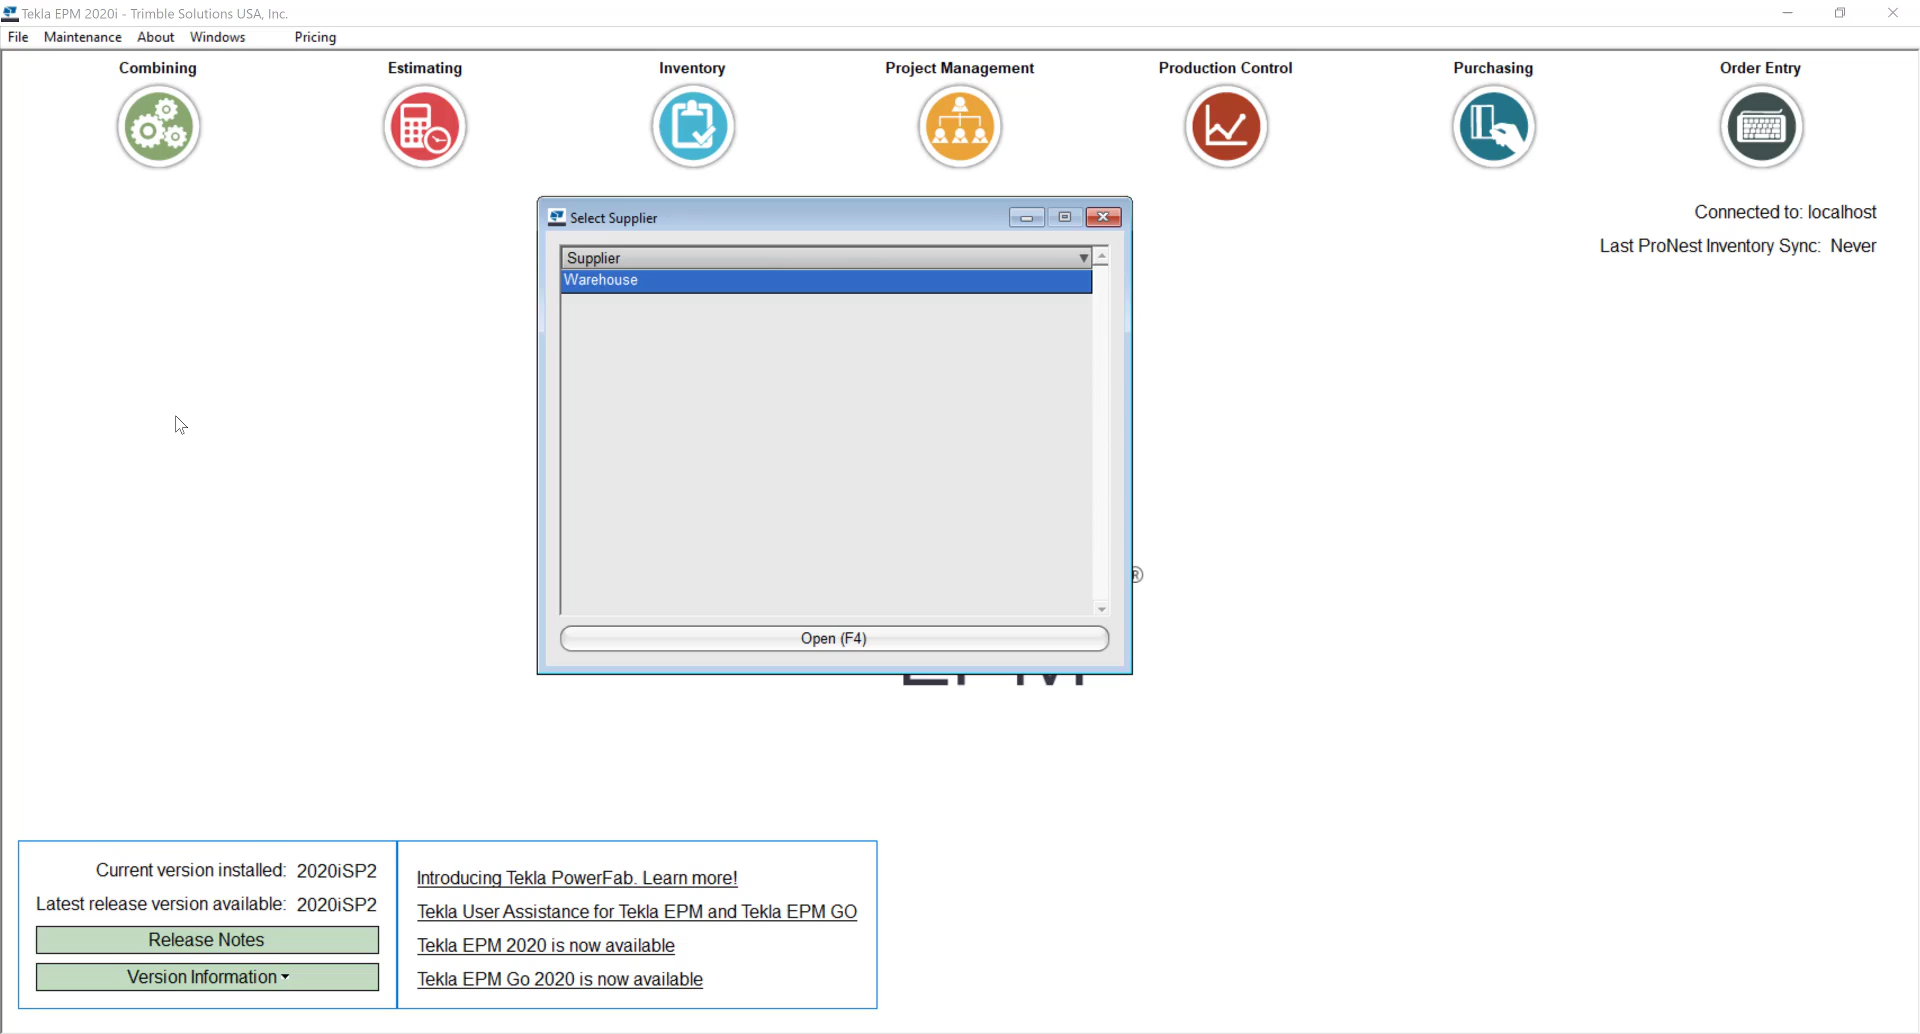 Tekla EPM 2020i - Trimble Solutions USA, Inc.
File Maintenance About Windows Pricing
Combining Estimating Inventory Project Management Production Control Purchasing Order Entry
Connected to: localhost
Last ProNest Inventory Sync: Never
Select Supplier
Supplier
Warehouse
Open (F4)
®
EPM
Current version installed: 2020iSP2
Latest release version available: 2020iSP2
Release Notes
Version Information
Introducing Tekla PowerFab. Learn more!
Tekla User Assistance for Tekla EPM and Tekla EPM GO
Tekla EPM 2020 is now available
Tekla EPM Go 2020 is now available